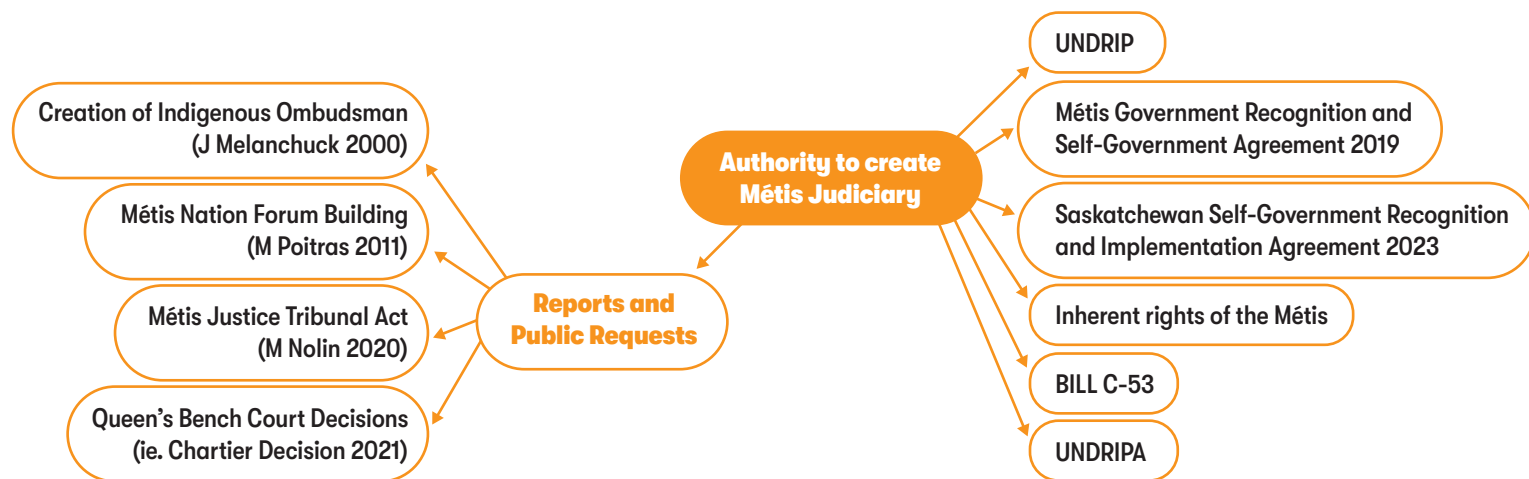 Authority to create
Métis Judiciary
UNDRIP
Métis Government Recognition and
Self-Government Agreement 2019
Saskatchewan Self-Government Recognition
and Implementation Agreement 2023
Inherent rights of the Métis
BILL C-53
UNDRIPA
Reports and
Public Requests
Creation of Indigenous Ombudsman
(J Melanchuck 2000)
Métis Nation Forum Building
(M Poitras 2011)
Métis Justice Tribunal Act
(M Nolin 2020)
Queen’s Bench Court Decisions
(ie. Chartier Decision 2021)